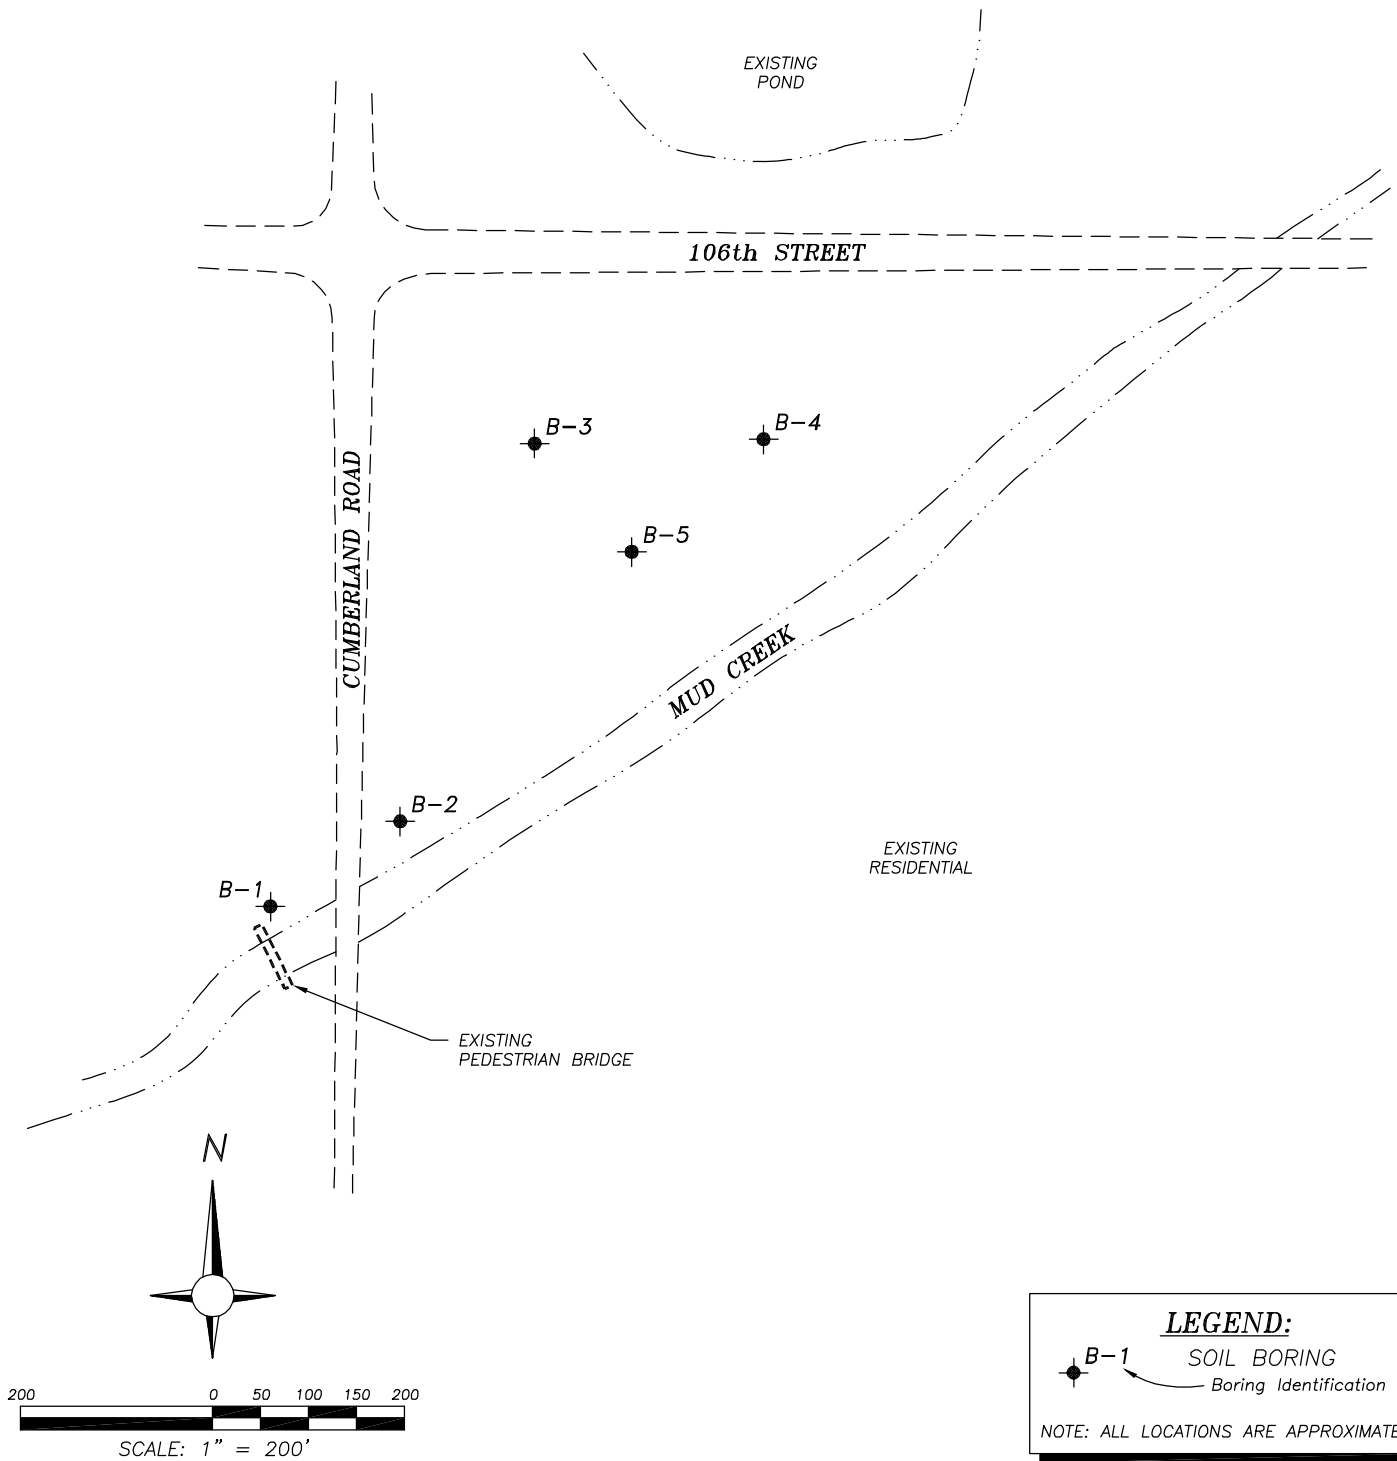 EXISTING
POND
106th STREET
B-3
B-4
CUMBERLAND ROAD
B-5
MUD CREEK
B-2
EXISTING
RESIDENTIAL
B-1
EXISTING
PEDESTRIAN BRIDGE
N
LEGEND:
B-1 SOIL BORING
Boring Identification
NOTE: ALL LOCATIONS ARE APPROXIMATE
200 0 50 100 150 200
SCALE: 1" = 200'